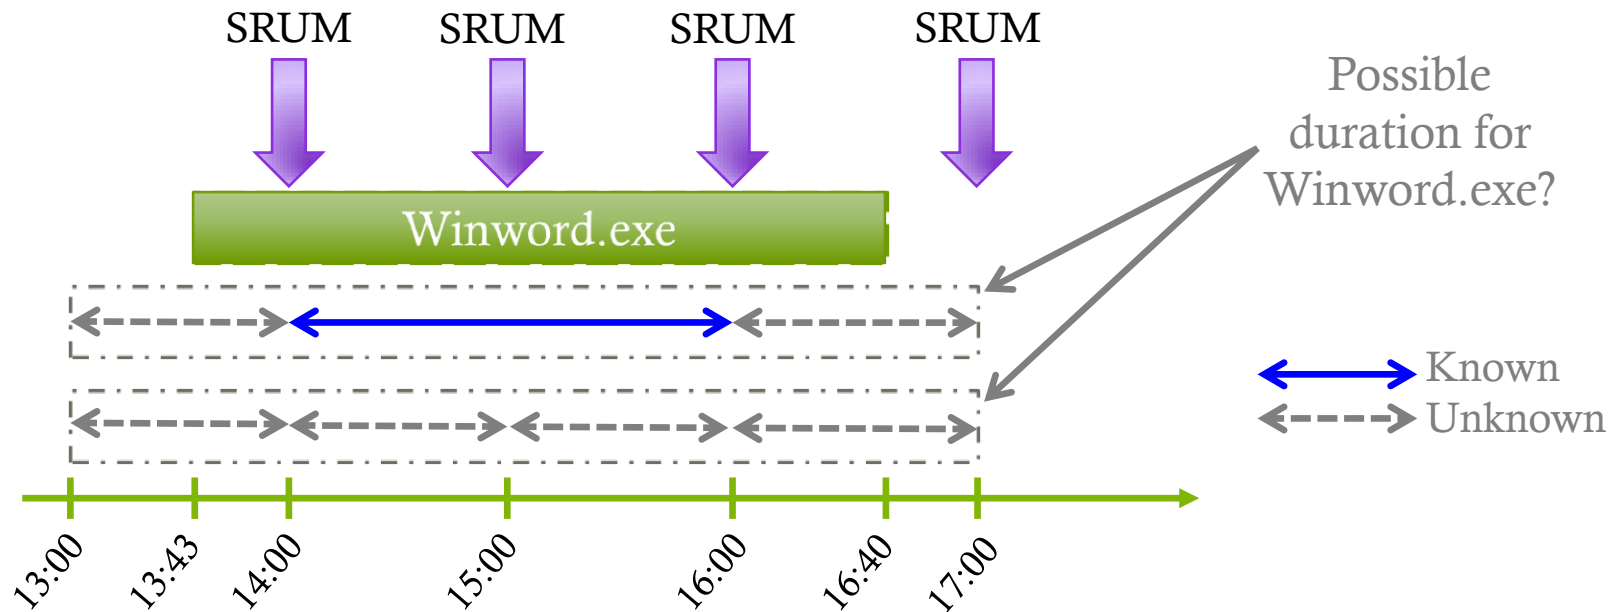 SRUM SRUM SRUM SRUM
Possible
duration for
Winword.exe?
Winword.exe
Known
Unknown
13:00 13:43 14:00 15:00 16:00 16:40 17:00